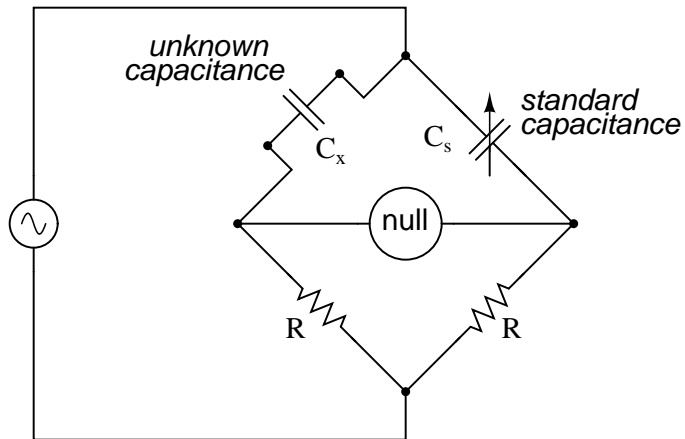 unknown
capacitance
standard
capacitance
Cx
Cs
null
R
R